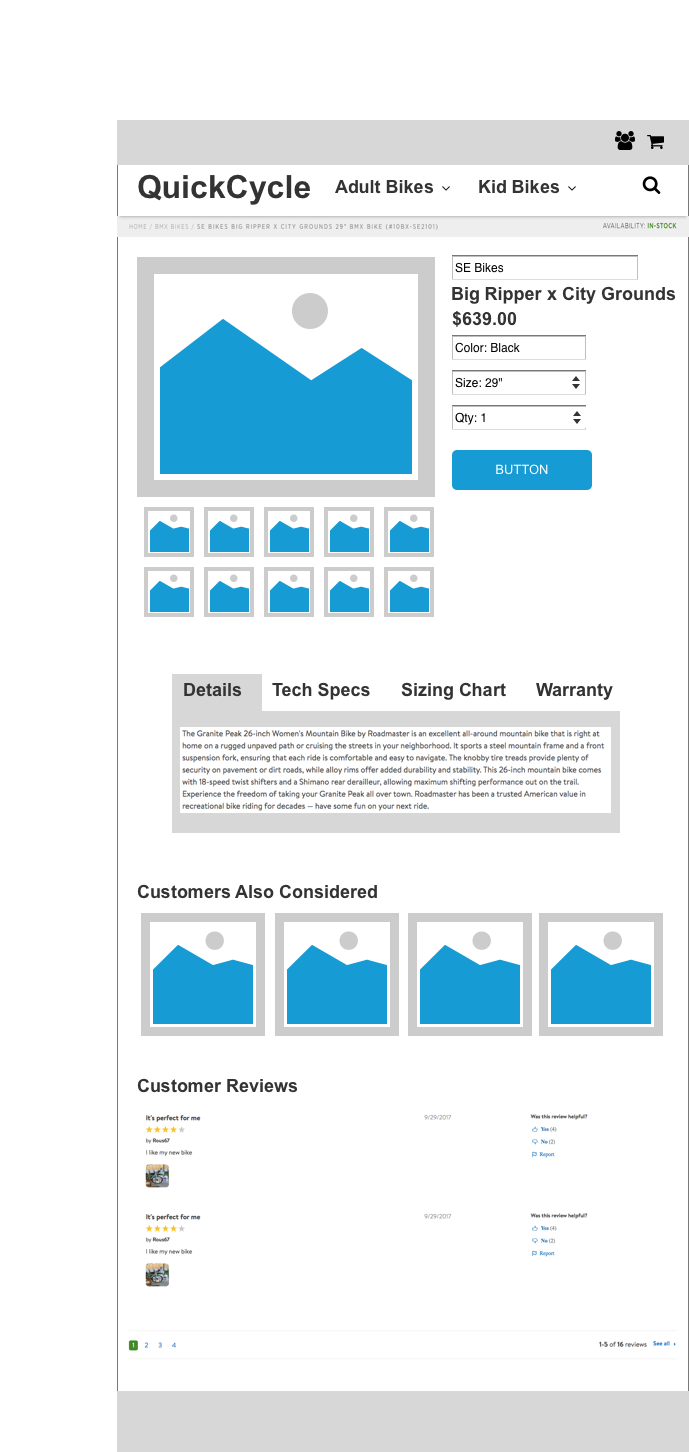 QuickCycle Adult Bikes Kid Bikes
HOME / BMX BIKES / SE BIKES BIG RIPPER X CITY GROUNDS 29" BMX BIKE (#10BX-SE2101) AVAILABILITY: IN-STOCK
SE Bikes
Big Ripper x City Grounds
$639.00
Color: Black
Size: 29"
Qty: 1
BUTTON
Details Tech Specs Sizing Chart Warranty
The Granite Peak 26-inch Women's Mountain Bike by Roadmaster is an excellent all-around mountain bike that is right at
home on a rugged unpaved path or cruising the streets in your neighborhood. It sports a steel mountain frame and a front
suspension fork, ensuring that each ride is comfortable and easy to navigate. The knobby tire treads provide plenty of
security on pavement or dirt roads, while alloy rims offer added durability and stability. This 26-inch mountain bike comes
with 18-speed twist shifters and a Shimano rear derailleur, allowing maximum shifting performance out on the trail.
Experience the freedom of taking your Granite Peak all over town. Roadmaster has been a trusted American value in
recreational bike riding for decades — have some fun on your next ride.
Customers Also Considered
Customer Reviews
It's perfect for me 9/29/2017 Was this review helpful?
Yes (4)
by Rous67 No (2)
I like my new bike Report
It's perfect for me 9/29/2017 Was this review helpful?
Yes (4)
by Rous67 No (2)
I like my new bike Report
1 2 3 4 1-5 of 16 reviews See all